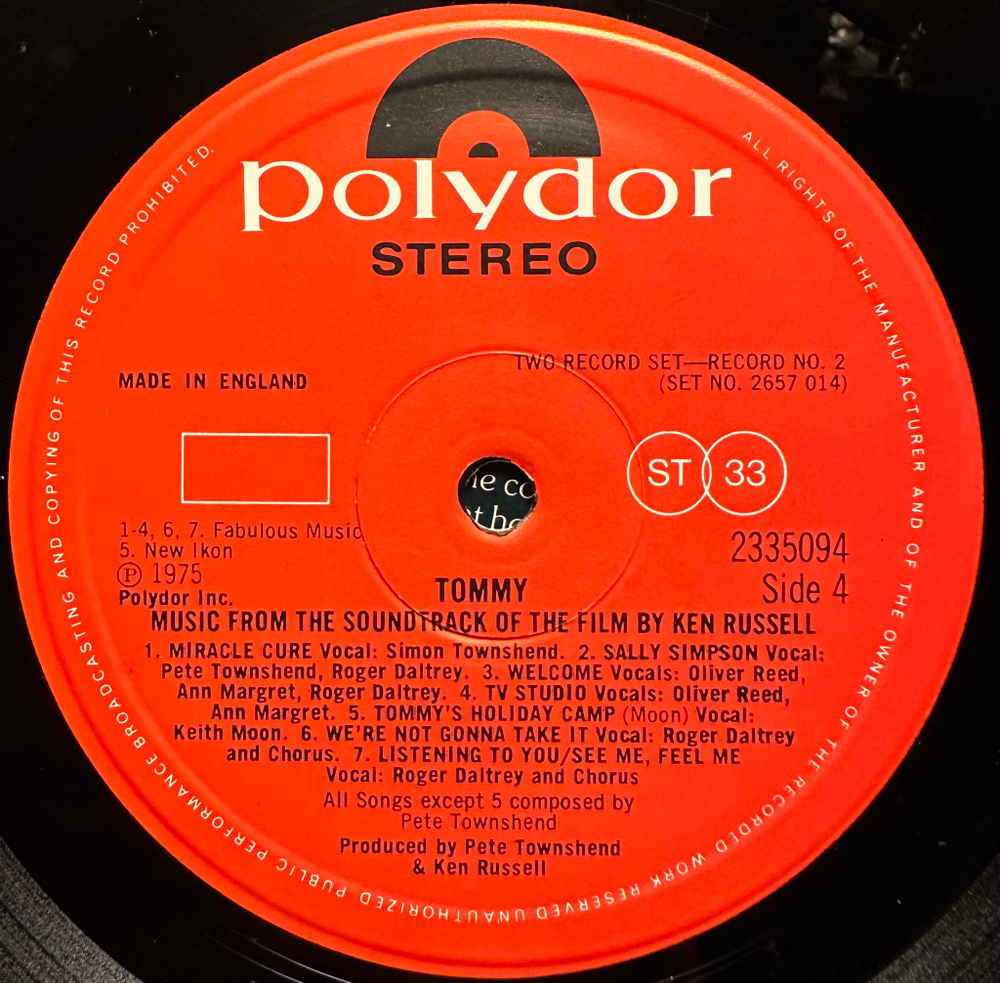 polydor
STEREO
TWO RECORD SET—RECORD NO. 2
(SET NO. 2657 014)
MADE IN ENGLAND
ST 33
1-4, 6, 7. Fabulous Music
5. New Ikon
Ⓟ 1975
Polydor Inc.
2335094
Side 4
TOMMY
MUSIC FROM THE SOUNDTRACK OF THE FILM BY KEN RUSSELL
1. MIRACLE CURE Vocal: Simon Townshend. 2. SALLY SIMPSON Vocal:
Pete Townshend, Roger Daltrey. 3. WELCOME Vocals: Oliver Reed,
Ann Margret, Roger Daltrey. 4. TV STUDIO Vocals: Oliver Reed,
Ann Margret. 5. TOMMY'S HOLIDAY CAMP (Moon) Vocal:
Keith Moon. 6. WE'RE NOT GONNA TAKE IT Vocal: Roger Daltrey
and Chorus. 7. LISTENING TO YOU/SEE ME, FEEL ME
Vocal: Roger Daltrey and Chorus
All Songs except 5 composed by
Pete Townshend
Produced by Pete Townshend
& Ken Russell
ALL RIGHTS OF THE MANUFACTURER AND OF THE OWNER OF THE RECORDED WORK RESERVED UNAUTHORIZED PUBLIC PERFORMANCE BROADCASTING AND COPYING OF THIS RECORD PROHIBITED.